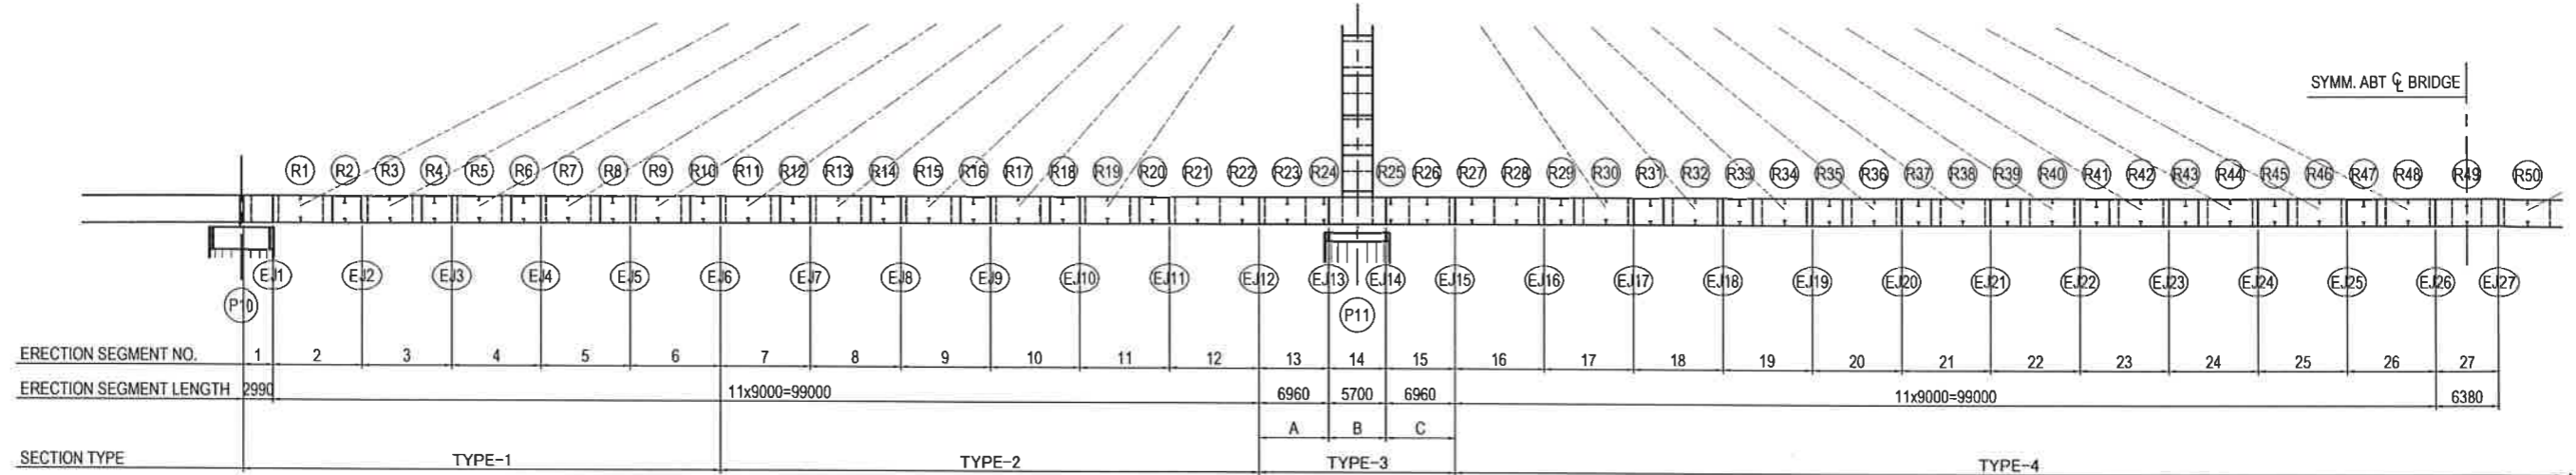 SYMM. ABT ℄ BRIDGE
R1 R2 R3 R4 R5 R6 R7 R8 R9 R10 R11 R12 R13 R14 R15 R16 R17 R18 R19 R20 R21 R22 R23 R24 R25 R26 R27 R28 R29 R30 R31 R32 R33 R34 R35 R36 R37 R38 R39 R40 R41 R42 R43 R44 R45 R46 R47 R48 R49 R50
EJ1 EJ2 EJ3 EJ4 EJ5 EJ6 EJ7 EJ8 EJ9 EJ10 EJ11 EJ12 EJ13 EJ14 EJ15 EJ16 EJ17 EJ18 EJ19 EJ20 EJ21 EJ22 EJ23 EJ24 EJ25 EJ26 EJ27
P10 P11
ERECTION SEGMENT NO. 1 2 3 4 5 6 7 8 9 10 11 12 13 14 15 16 17 18 19 20 21 22 23 24 25 26 27
ERECTION SEGMENT LENGTH 2990 11x9000=99000 6960 5700 6960 11x9000=99000 6380
A B C
SECTION TYPE TYPE-1 TYPE-2 TYPE-3 TYPE-4